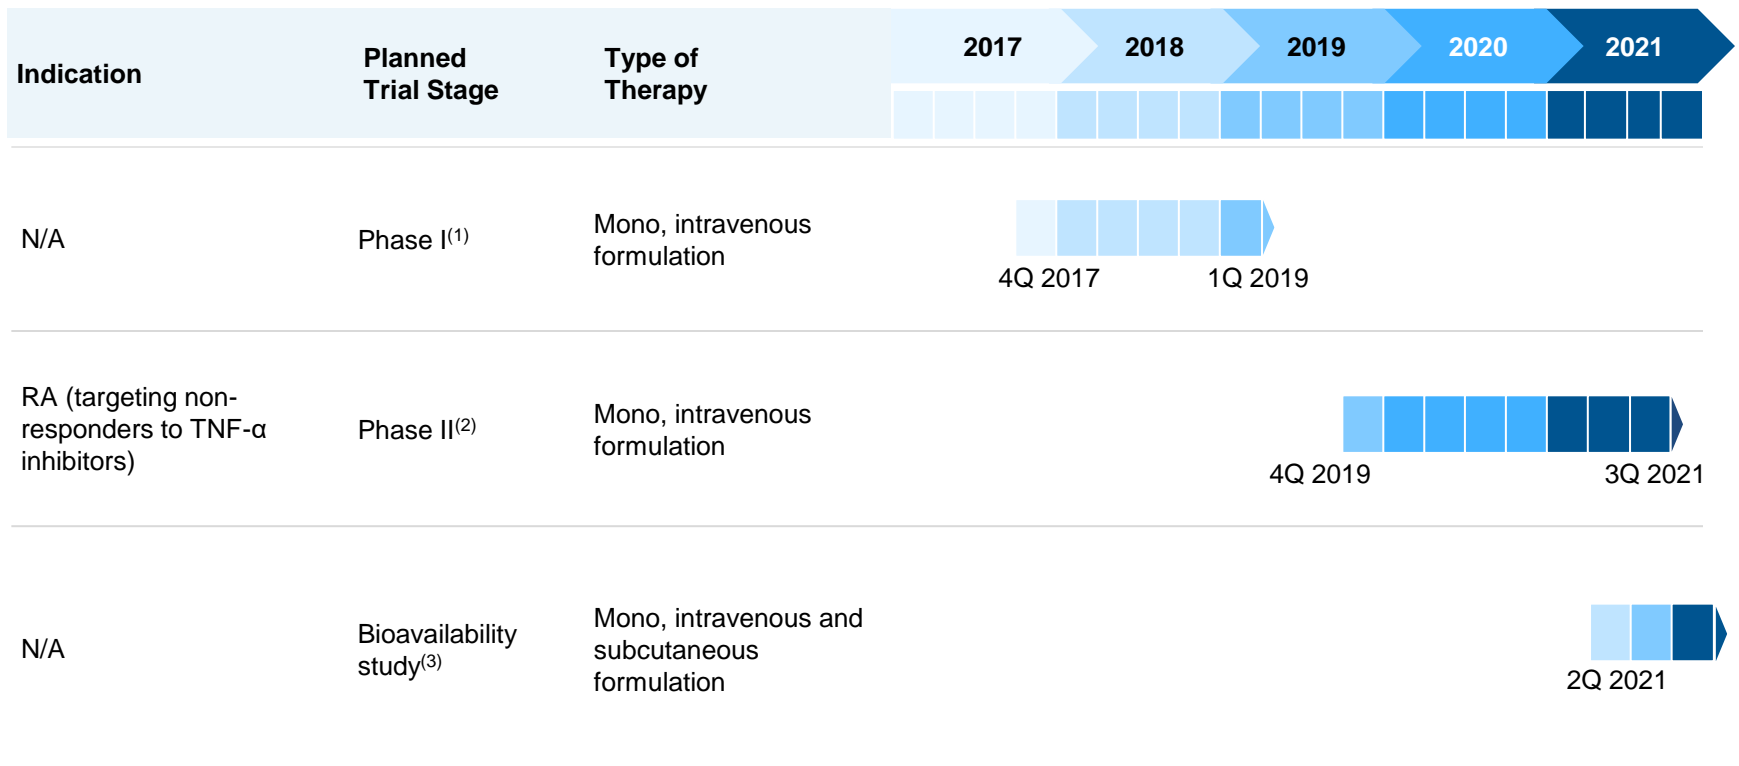 Indication
Planned
Trial Stage
Type of
Therapy
2017
2018
2019
2020
2021
N/A
Phase I(1)
Mono, intravenous
formulation
4Q 2017
1Q 2019
RA (targeting non-
responders to TNF-α
inhibitors)
Phase II(2)
Mono, intravenous
formulation
4Q 2019
3Q 2021
N/A
Bioavailability
study(3)
Mono, intravenous and
subcutaneous
formulation
2Q 2021